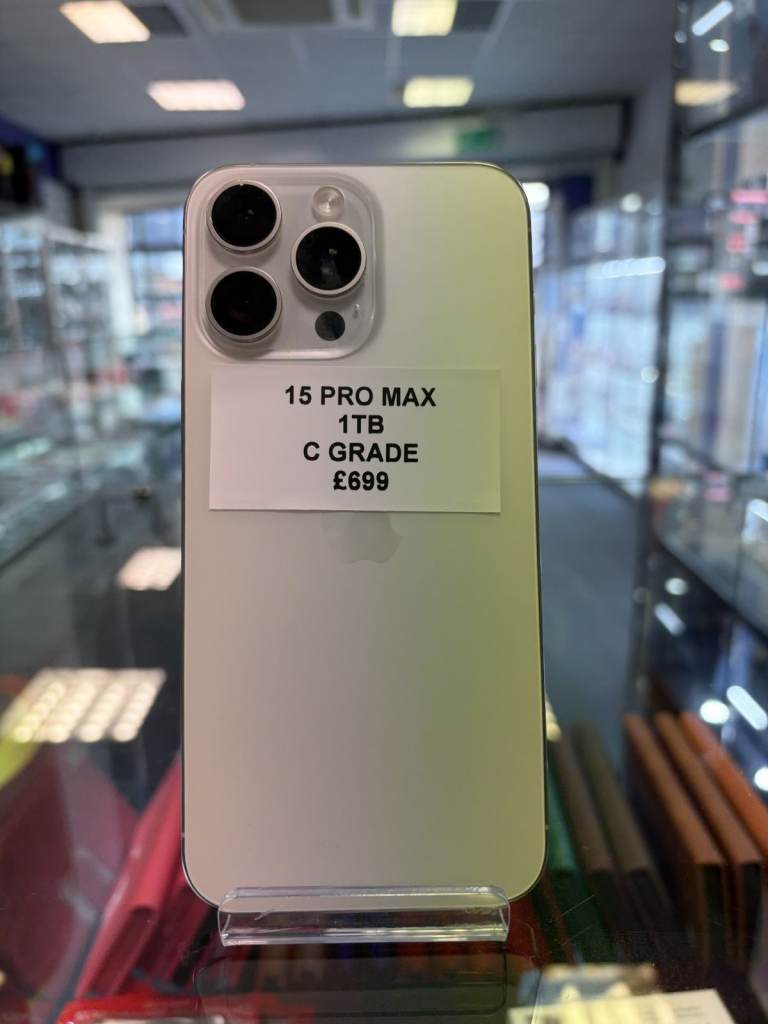 15 PRO MAX
1TB
C GRADE
£699